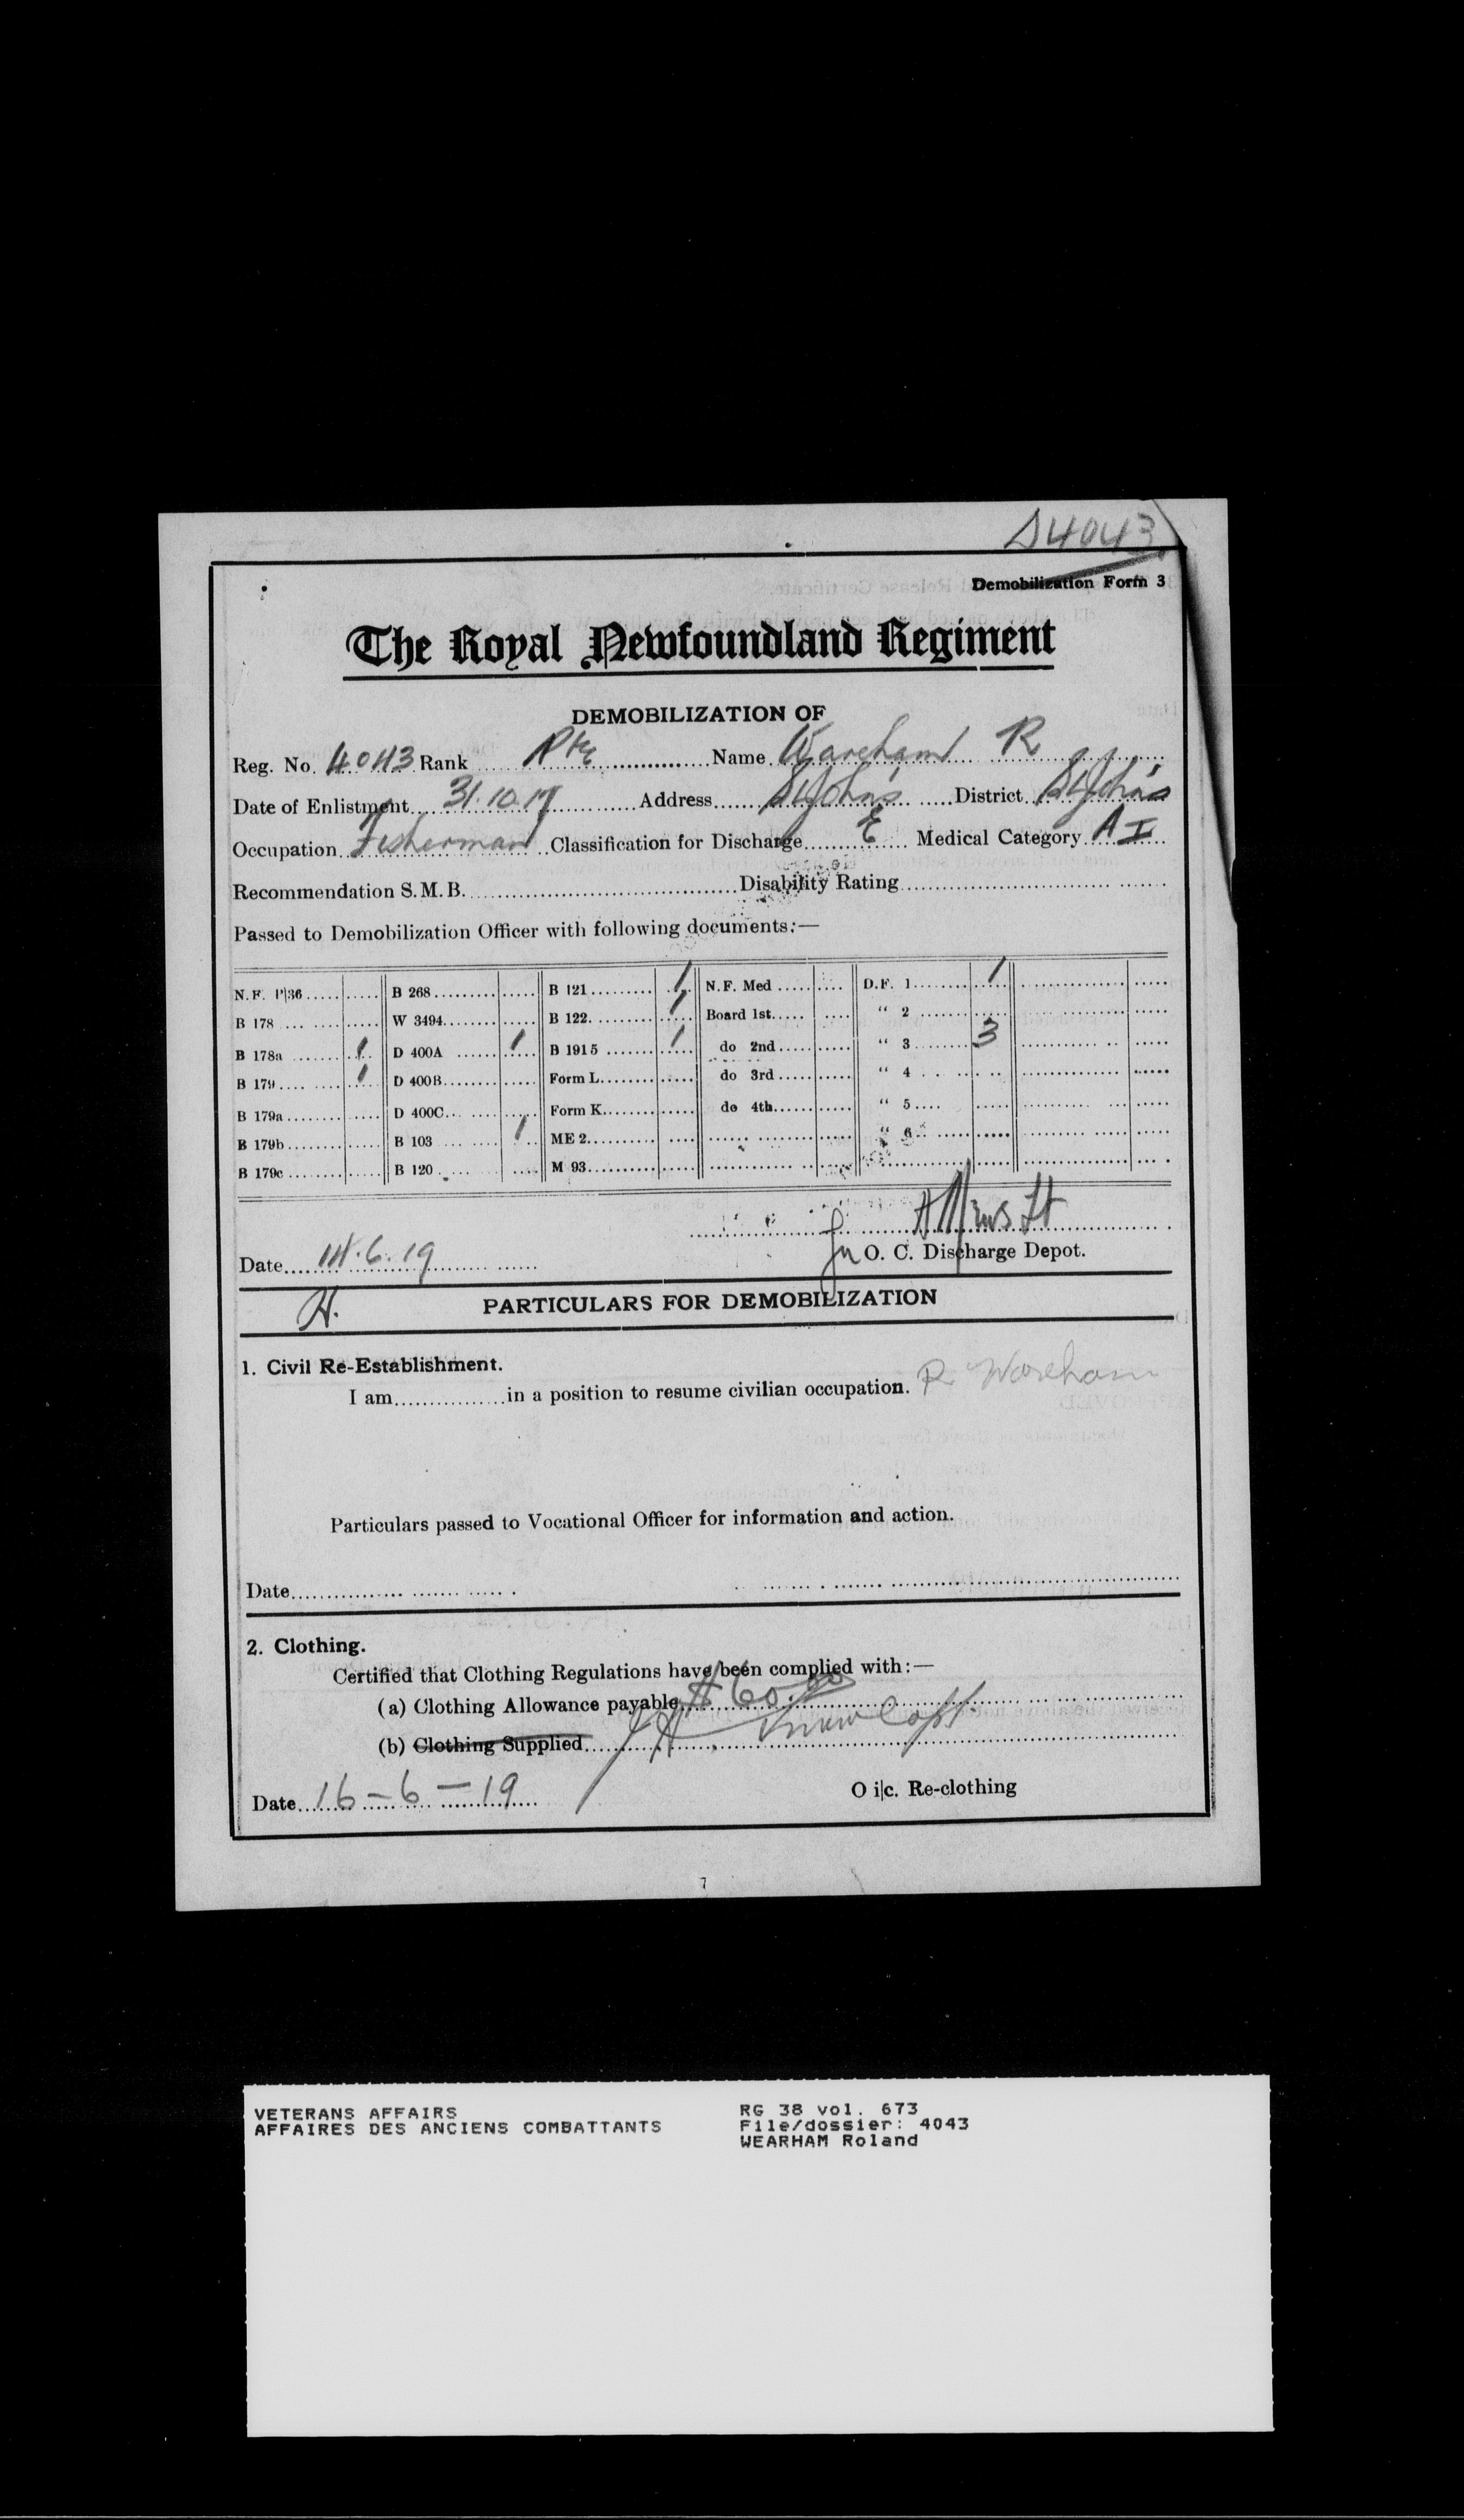 D4043
Demobilization Form 3
The Royal Newfoundland Regiment
DEMOBILIZATION OF
Reg. No. 4043 Rank Pte Name Wareham R
Date of Enlistment 31.10.17 Address St John's District St John's
Occupation Fisherman Classification for Discharge E Medical Category A I
Recommendation S.M.B. Disability Rating
Passed to Demobilization Officer with following documents:—
N.F. P|36 B 268 B 121 1 N.F. Med D.F. 1 1
B 178 W 3494 B 122 1 Board 1st “ 2
B 178a 1 D 400A 1 B 1915 1 do 2nd “ 3 3
B 179 1 D 400B Form L do 3rd “ 4
B 179a D 400C Form K do 4th “ 5
B 179b B 103 1 ME 2 “ 6
B 179c B 120 M 93
Lt
Date 14.6.19 for O. C. Discharge Depot.
H. PARTICULARS FOR DEMOBILIZATION
1. Civil Re-Establishment.
I am in a position to resume civilian occupation. R Wareham
Particulars passed to Vocational Officer for information and action.
Date
2. Clothing.
Certified that Clothing Regulations have been complied with:—
(a) Clothing Allowance payable $60.00
(b) Clothing Supplied
Date 16-6-19 O i|c. Re-clothing
7
VETERANS AFFAIRS RG 38 vol. 673
AFFAIRES DES ANCIENS COMBATTANTS File/dossier: 4043
WEARHAM Roland